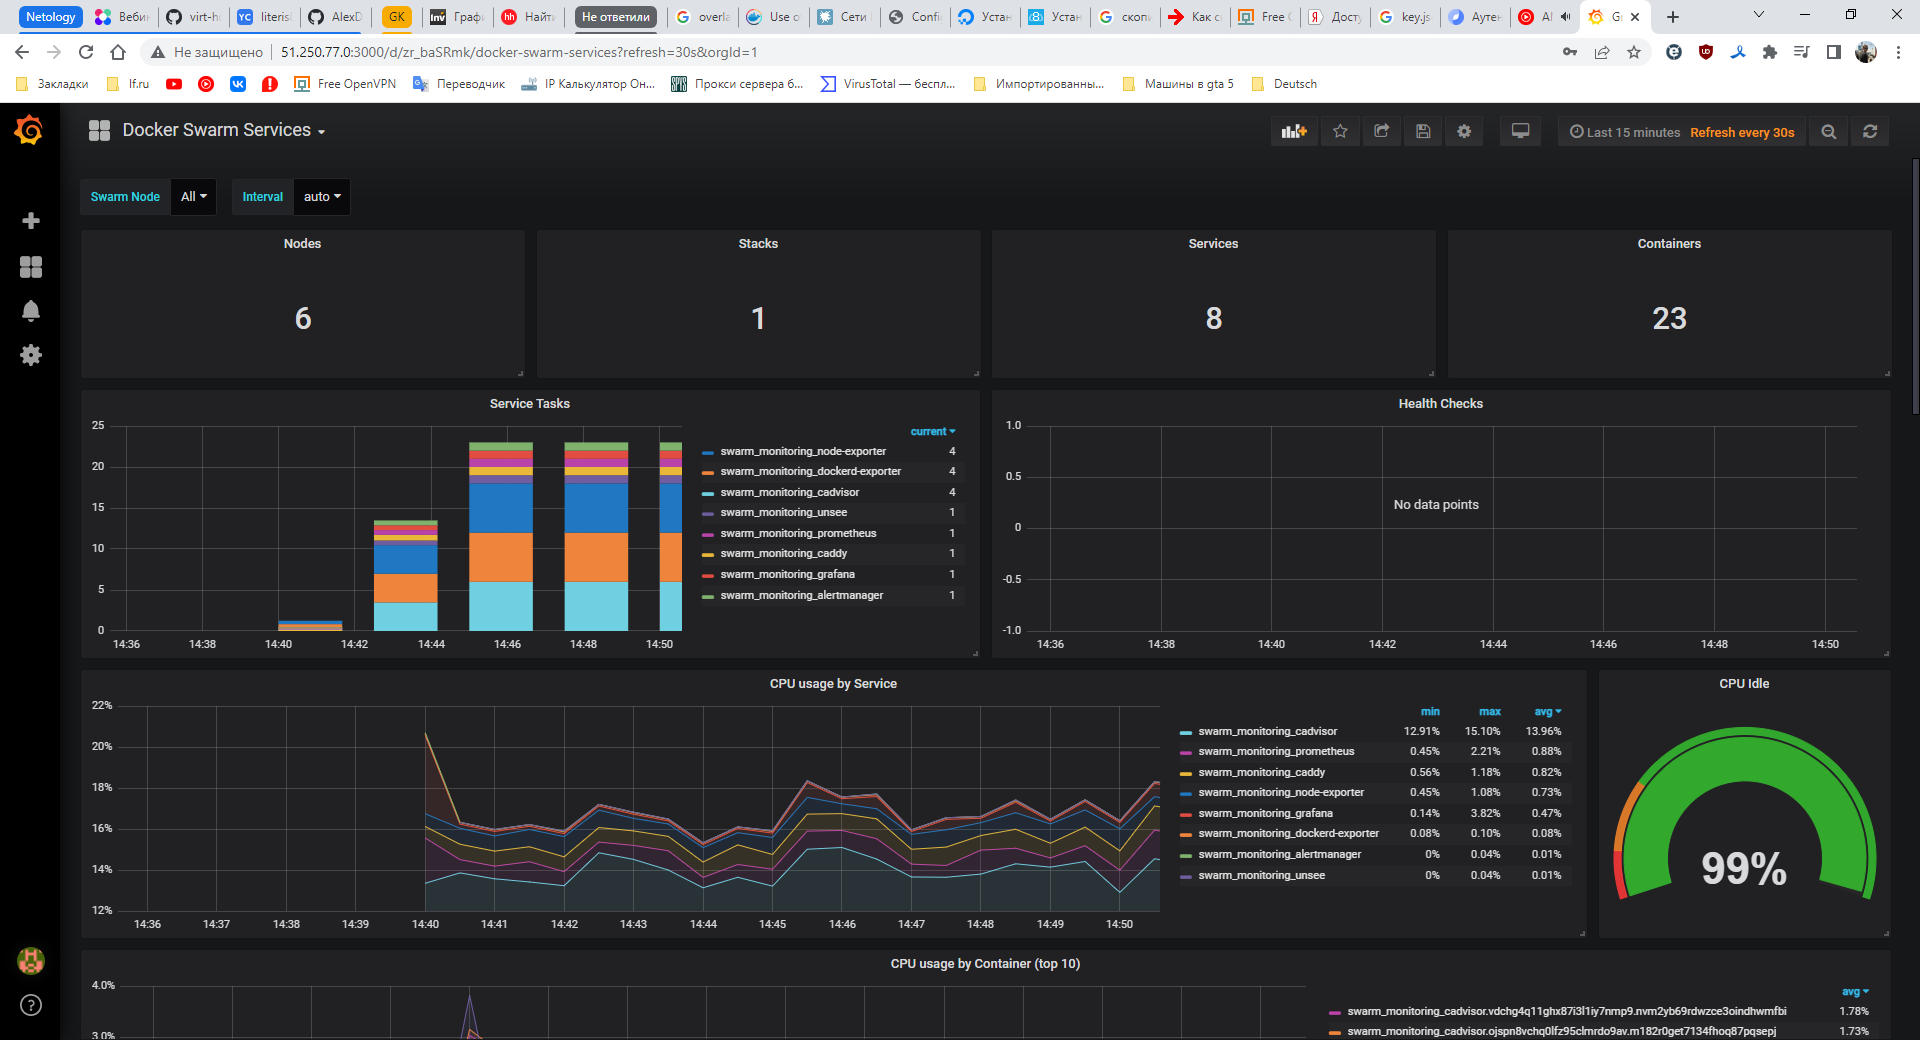 Netology Вебин virt-h literis AlexD GK Графи Найти Не ответили overla Use o Сети Confi Устан Устан скопи Как с Free Досту key.js Аутен
Не защищено 51.250.77.0:3000/d/zr_baSRmk/docker-swarm-services?refresh=30s&orgId=1
Закладки lf.ru Free OpenVPN Переводчик IP Калькулятор Он... Прокси сервера б... VirusTotal — беспл... Импортированны... Машины в gta 5 Deutsch
Docker Swarm Services Last 15 minutes Refresh every 30s
Swarm Node All Interval auto
Nodes Stacks Services Containers
6 1 8 23
Service Tasks
25
20
15
10
5
0
14:36 14:38 14:40 14:42 14:44 14:46 14:48 14:50
current
swarm_monitoring_node-exporter 4
swarm_monitoring_dockerd-exporter 4
swarm_monitoring_cadvisor 4
swarm_monitoring_unsee 1
swarm_monitoring_prometheus 1
swarm_monitoring_caddy 1
swarm_monitoring_grafana 1
swarm_monitoring_alertmanager 1
Health Checks
1.0
0.5
0
-0.5
-1.0
No data points
14:36 14:38 14:40 14:42 14:44 14:46 14:48 14:50
CPU usage by Service
22%
20%
18%
16%
14%
12%
14:36 14:37 14:38 14:39 14:40 14:41 14:42 14:43 14:44 14:45 14:46 14:47 14:48 14:49 14:50
min max avg
swarm_monitoring_cadvisor 12.91% 15.10% 13.96%
swarm_monitoring_prometheus 0.45% 2.21% 0.88%
swarm_monitoring_caddy 0.56% 1.18% 0.82%
swarm_monitoring_node-exporter 0.45% 1.08% 0.73%
swarm_monitoring_grafana 0.14% 3.82% 0.47%
swarm_monitoring_dockerd-exporter 0.08% 0.10% 0.08%
swarm_monitoring_alertmanager 0% 0.04% 0.01%
swarm_monitoring_unsee 0% 0.04% 0.01%
CPU Idle
99%
CPU usage by Container (top 10)
4.0%
3.0%
avg
swarm_monitoring_cadvisor.vdchg4q11ghx87i3l1iy7nmp9.nvm2yb69rdwzce3oindhwmfbi 1.78%
swarm_monitoring_cadvisor.ojspn8vchq0lfz95clmrdo9av.m182r0get7134fhoq87pqsepj 1.73%